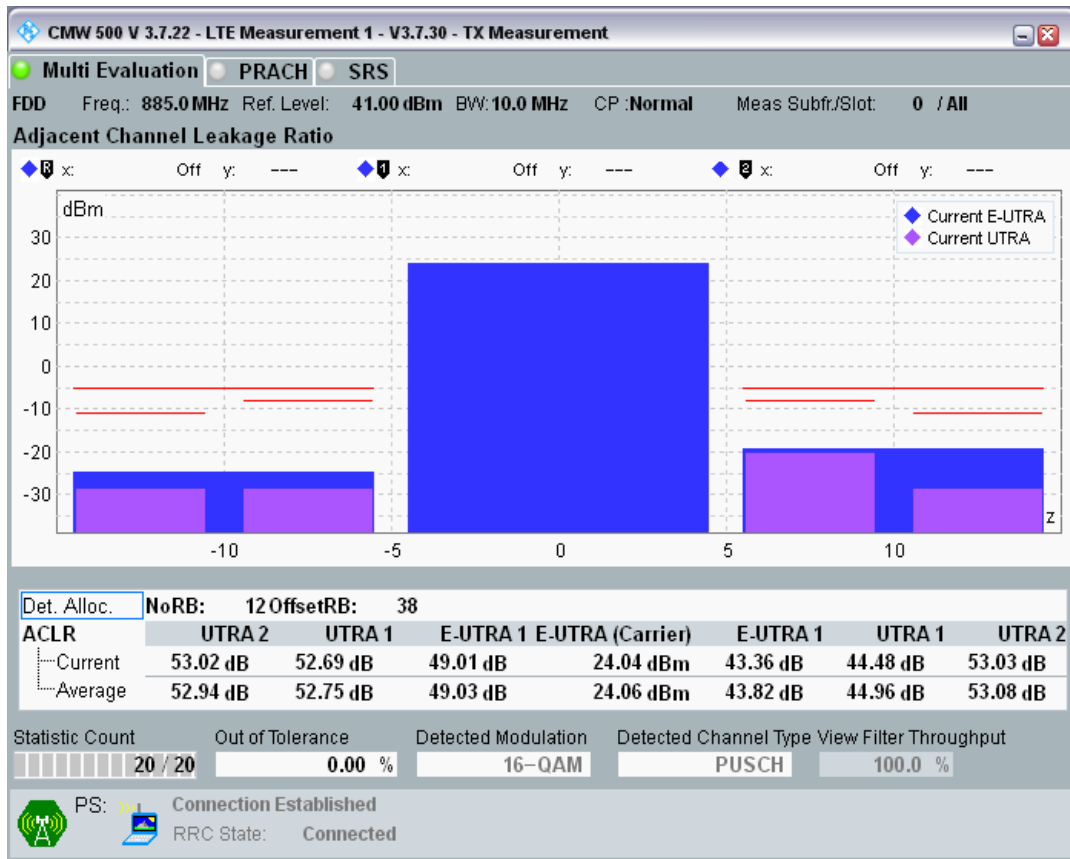 CMW 500 V 3.7.22 - LTE Measurement 1 - V3.7.30 - TX Measurement
Multi Evaluation PRACH SRS
FDD Freq.: 885.0 MHz Ref. Level: 41.00 dBm BW: 10.0 MHz CP :Normal Meas Subfr./Slot: 0 / All
Adjacent Channel Leakage Ratio
R x: Off y: --- 1 x: Off y: --- 2 x: Off y: ---
dBm
Current E-UTRA
Current UTRA
30
20
10
0
-10
-20
-30
z
-10 -5 0 5 10
Det. Alloc. NoRB: 12 OffsetRB: 38
ACLR UTRA 2 UTRA 1 E-UTRA 1 E-UTRA (Carrier) E-UTRA 1 UTRA 1 UTRA 2
Current 53.02 dB 52.69 dB 49.01 dB 24.04 dBm 43.36 dB 44.48 dB 53.03 dB
Average 52.94 dB 52.75 dB 49.03 dB 24.06 dBm 43.82 dB 44.96 dB 53.08 dB
Statistic Count Out of Tolerance Detected Modulation Detected Channel Type View Filter Throughput
20 / 20 0.00 % 16-QAM PUSCH 100.0 %
PS: Connection Established
RRC State: Connected